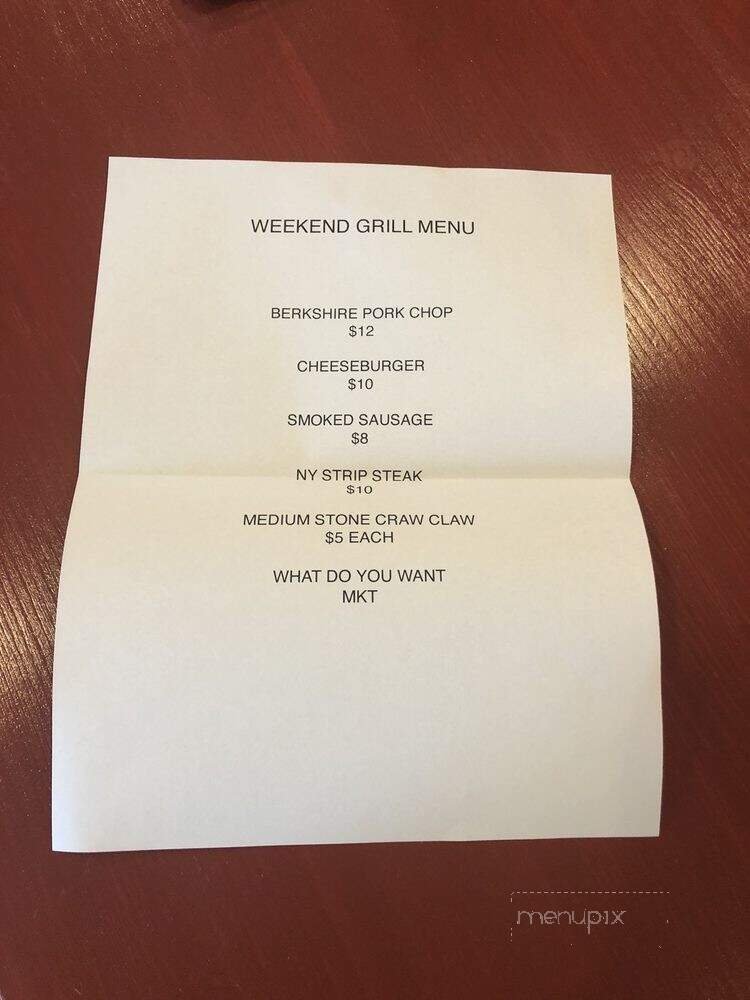 WEEKEND GRILL MENU
BERKSHIRE PORK CHOP
$12
CHEESEBURGER
$10
SMOKED SAUSAGE
$8
NY STRIP STEAK
$10
MEDIUM STONE CRAW CLAW
$5 EACH
WHAT DO YOU WANT
MKT
menupix